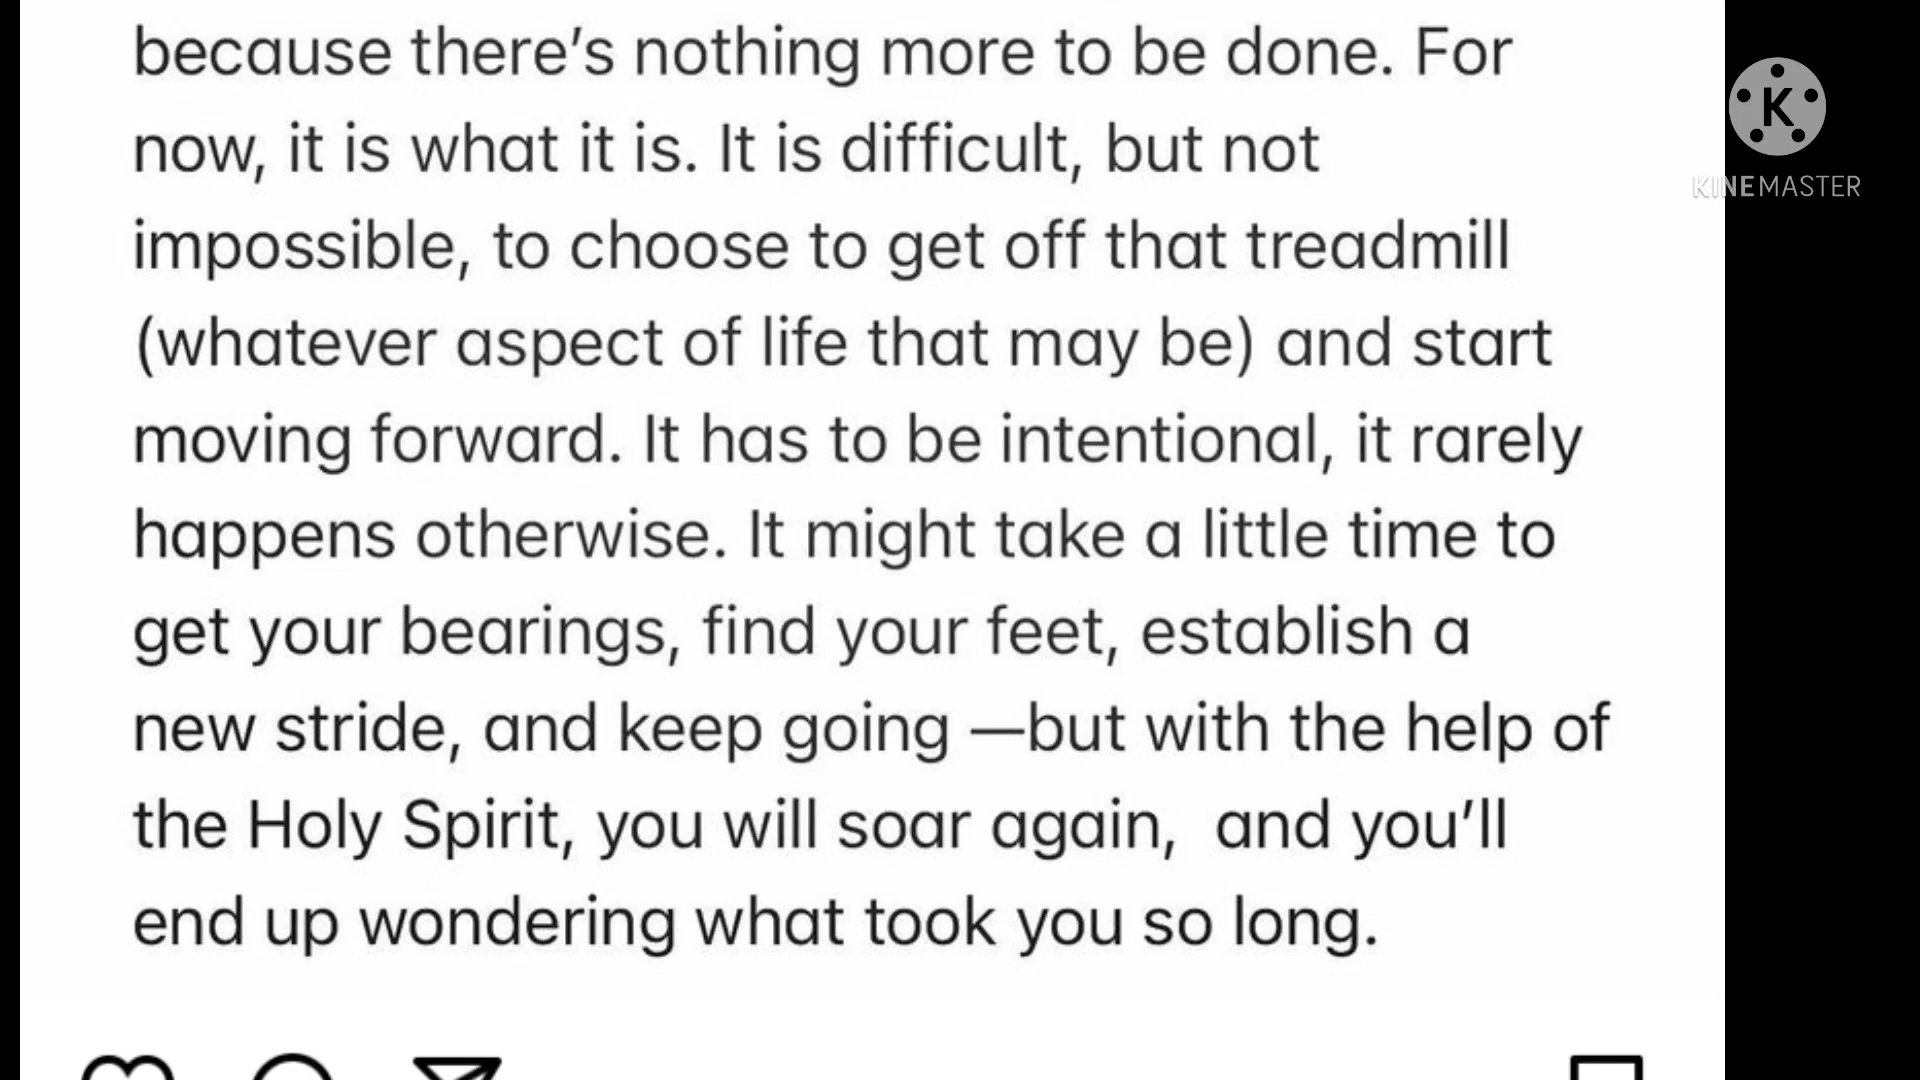 because there’s nothing more to be done. For
now, it is what it is. It is difficult, but not
impossible, to choose to get off that treadmill
(whatever aspect of life that may be) and start
moving forward. It has to be intentional, it rarely
happens otherwise. It might take a little time to
get your bearings, find your feet, establish a
new stride, and keep going —but with the help of
the Holy Spirit, you will soar again,  and you’ll
end up wondering what took you so long.
K
KINEMASTER